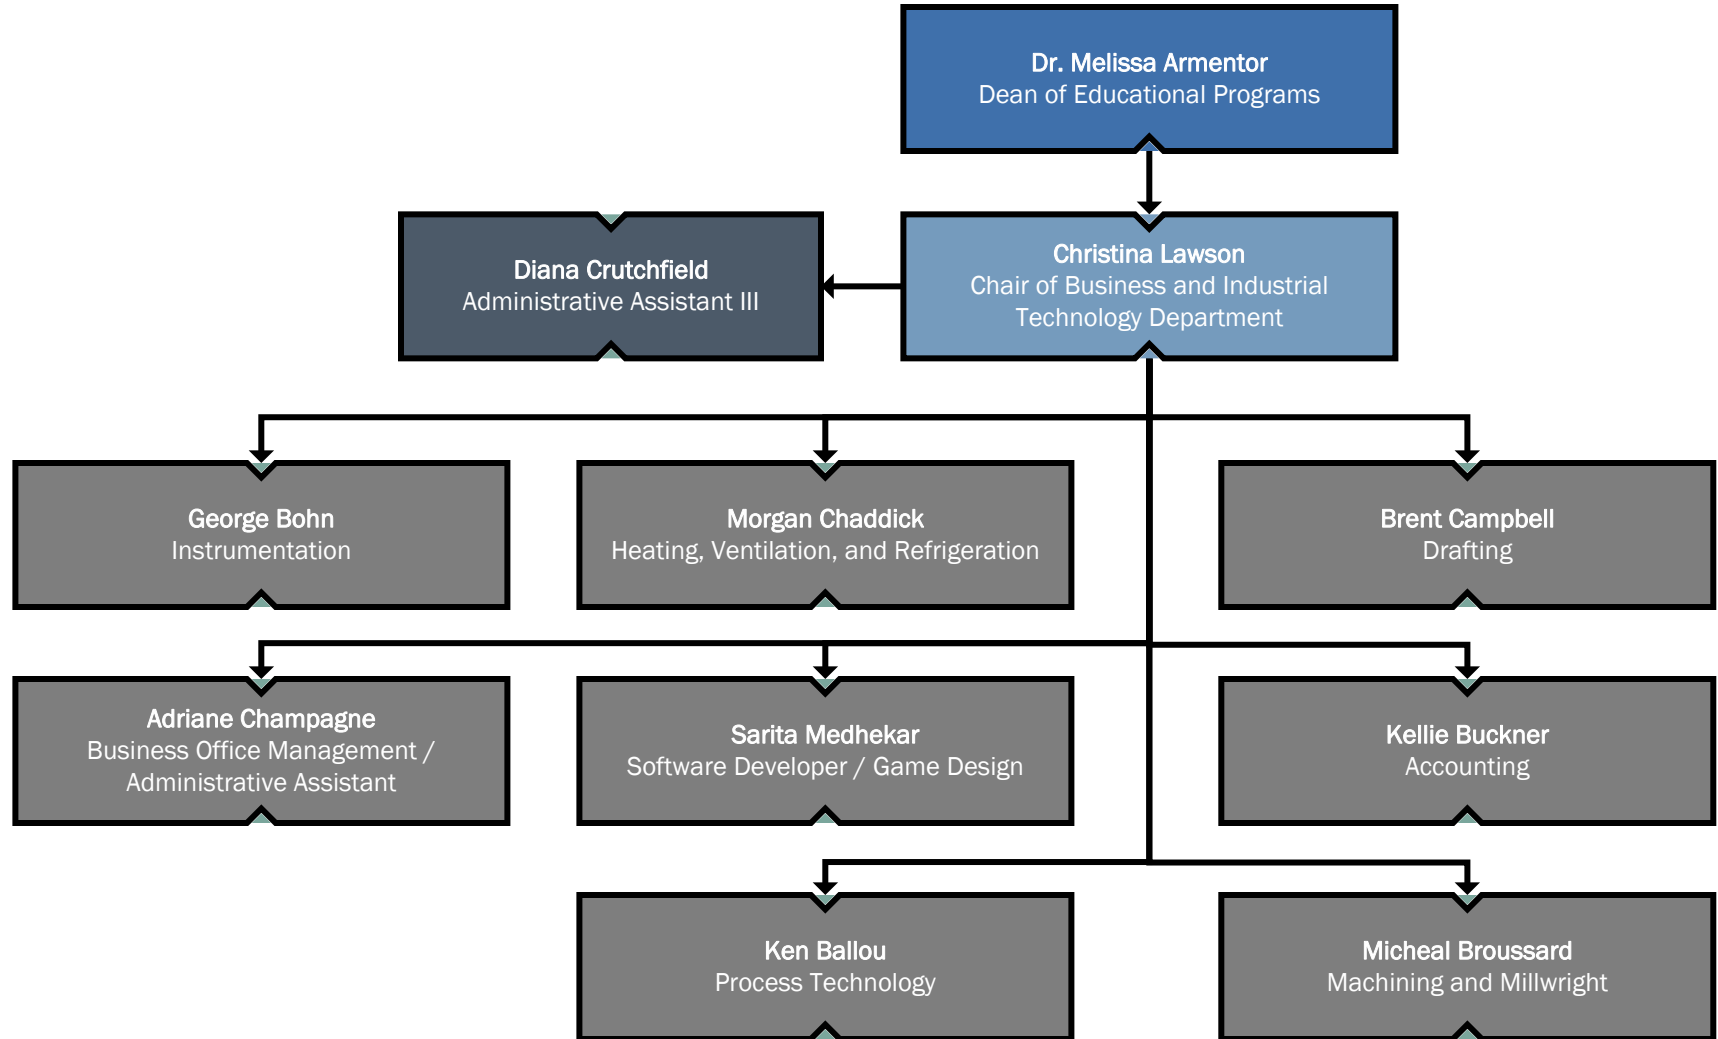 Dr. Melissa Armentor
Dean of Educational Programs
Diana Crutchfield
Administrative Assistant III
Christina Lawson
Chair of Business and Industrial
Technology Department
George Bohn
Instrumentation
Morgan Chaddick
Heating, Ventilation, and Refrigeration
Brent Campbell
Drafting
Adriane Champagne
Business Office Management /
Administrative Assistant
Sarita Medhekar
Software Developer / Game Design
Kellie Buckner
Accounting
Ken Ballou
Process Technology
Micheal Broussard
Machining and Millwright